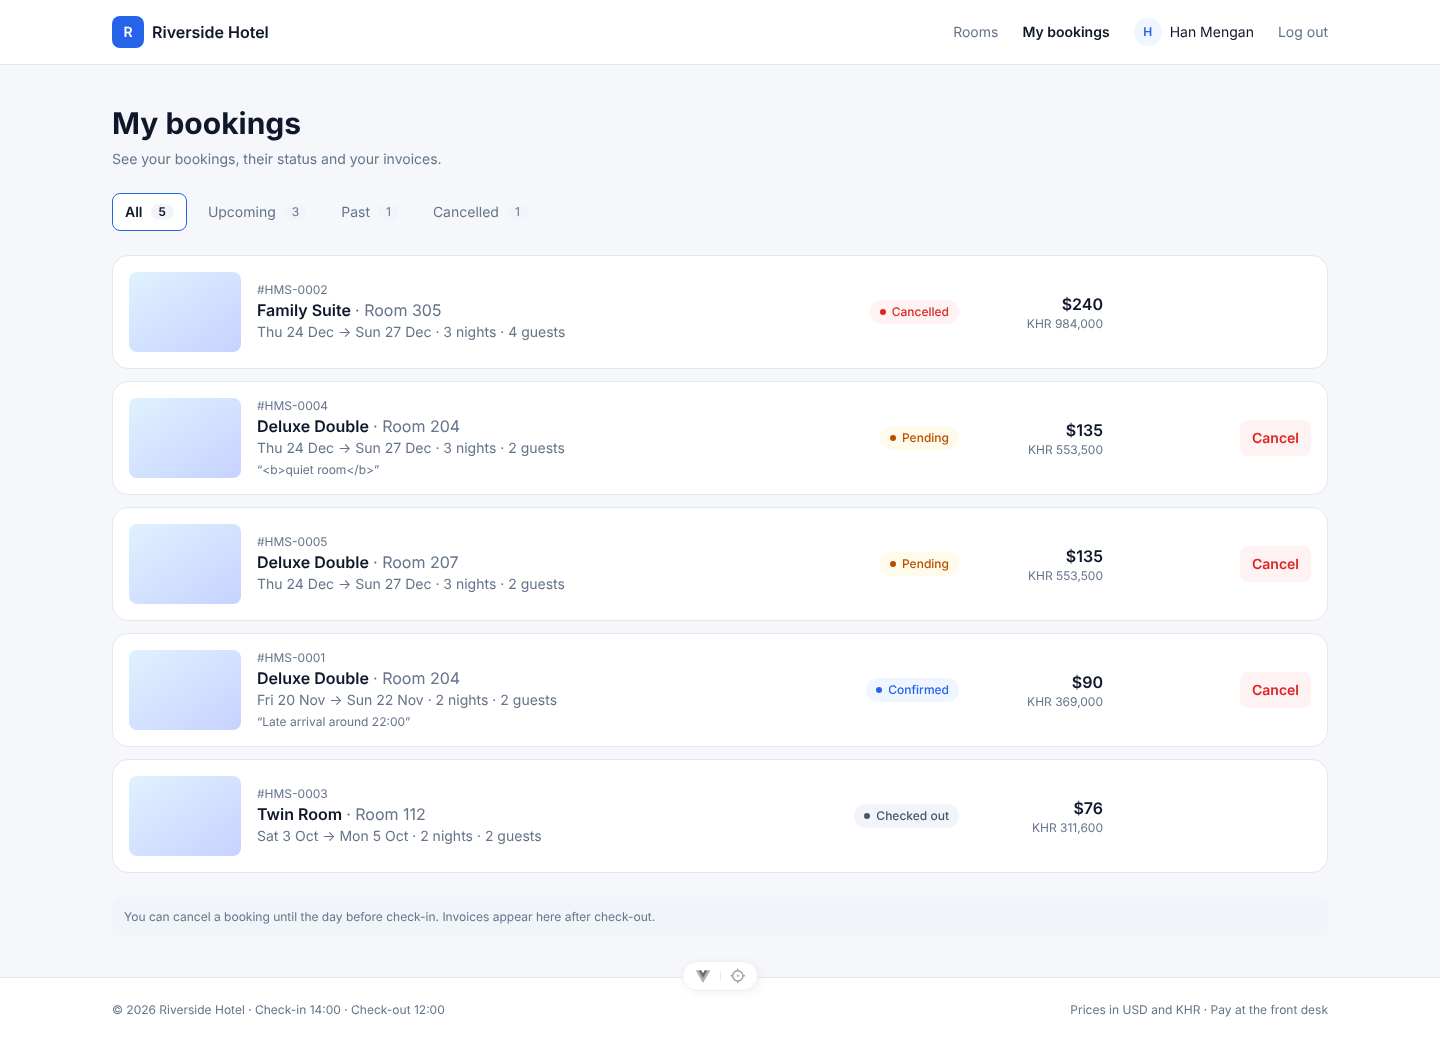 R Riverside Hotel Rooms My bookings H Han Mengan Log out
My bookings
See your bookings, their status and your invoices.
All 5 Upcoming 3 Past 1 Cancelled 1
#HMS-0002
Family Suite · Room 305
Thu 24 Dec → Sun 27 Dec · 3 nights · 4 guests
Cancelled
$240
KHR 984,000
#HMS-0004
Deluxe Double · Room 204
Thu 24 Dec → Sun 27 Dec · 3 nights · 2 guests
“<b>quiet room</b>”
Pending
$135
KHR 553,500
Cancel
#HMS-0005
Deluxe Double · Room 207
Thu 24 Dec → Sun 27 Dec · 3 nights · 2 guests
Pending
$135
KHR 553,500
Cancel
#HMS-0001
Deluxe Double · Room 204
Fri 20 Nov → Sun 22 Nov · 2 nights · 2 guests
“Late arrival around 22:00”
Confirmed
$90
KHR 369,000
Cancel
#HMS-0003
Twin Room · Room 112
Sat 3 Oct → Mon 5 Oct · 2 nights · 2 guests
Checked out
$76
KHR 311,600
You can cancel a booking until the day before check-in. Invoices appear here after check-out.
© 2026 Riverside Hotel · Check-in 14:00 · Check-out 12:00
Prices in USD and KHR · Pay at the front desk